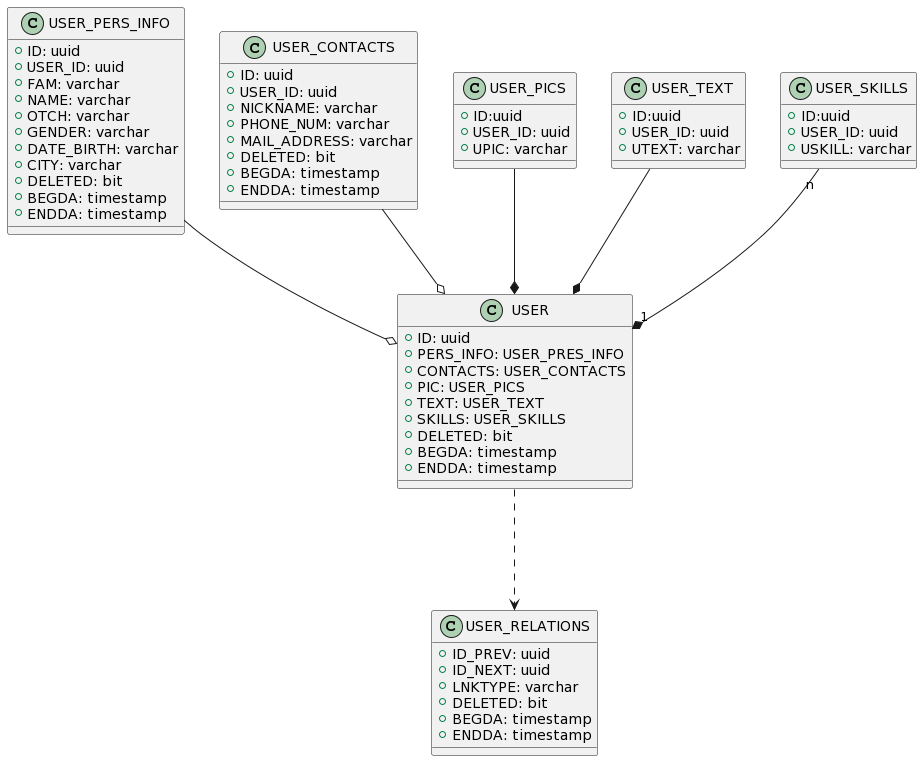 USER_PERS_INFO
ID: uuid
USER_ID: uuid
FAM: varchar
NAME: varchar
OTCH: varchar
GENDER: varchar
DATE_BIRTH: varchar
CITY: varchar
DELETED: bit
BEGDA: timestamp
ENDDA: timestamp
USER_CONTACTS
ID: uuid
USER_ID: uuid
NICKNAME: varchar
PHONE_NUM: varchar
MAIL_ADDRESS: varchar
DELETED: bit
BEGDA: timestamp
ENDDA: timestamp
USER_PICS
ID:uuid
USER_ID: uuid
UPIC: varchar
USER_TEXT
ID:uuid
USER_ID: uuid
UTEXT: varchar
USER_SKILLS
ID:uuid
USER_ID: uuid
USKILL: varchar
n
1
USER
ID: uuid
PERS_INFO: USER_PRES_INFO
CONTACTS: USER_CONTACTS
PIC: USER_PICS
TEXT: USER_TEXT
SKILLS: USER_SKILLS
DELETED: bit
BEGDA: timestamp
ENDDA: timestamp
USER_RELATIONS
ID_PREV: uuid
ID_NEXT: uuid
LNKTYPE: varchar
DELETED: bit
BEGDA: timestamp
ENDDA: timestamp